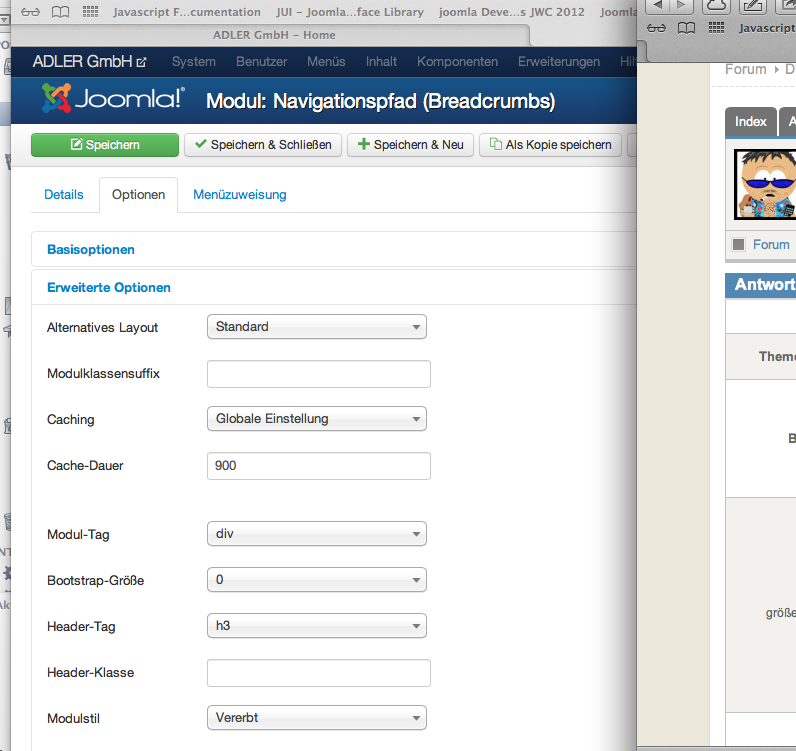 Javascript F...cumentation JUI – Joomla...face Library joomla Deve...s JWC 2012 Jooml
ADLER GmbH – Home
ADLER GmbH System Benutzer Menüs Inhalt Komponenten Erweiterungen Hil
Joomla!® Modul: Navigationspfad (Breadcrumbs)
Speichern Speichern & Schließen Speichern & Neu Als Kopie speichern
Details Optionen Menüzuweisung
Basisoptionen
Erweiterte Optionen
Alternatives Layout Standard
Modulklassensuffix
Caching Globale Einstellung
Cache-Dauer 900
Modul-Tag div
Bootstrap-Größe 0
Header-Tag h3
Header-Klasse
Modulstil Vererbt
Javascript
Forum › D
Index A
Forum
Antwort
Theme
B
größe